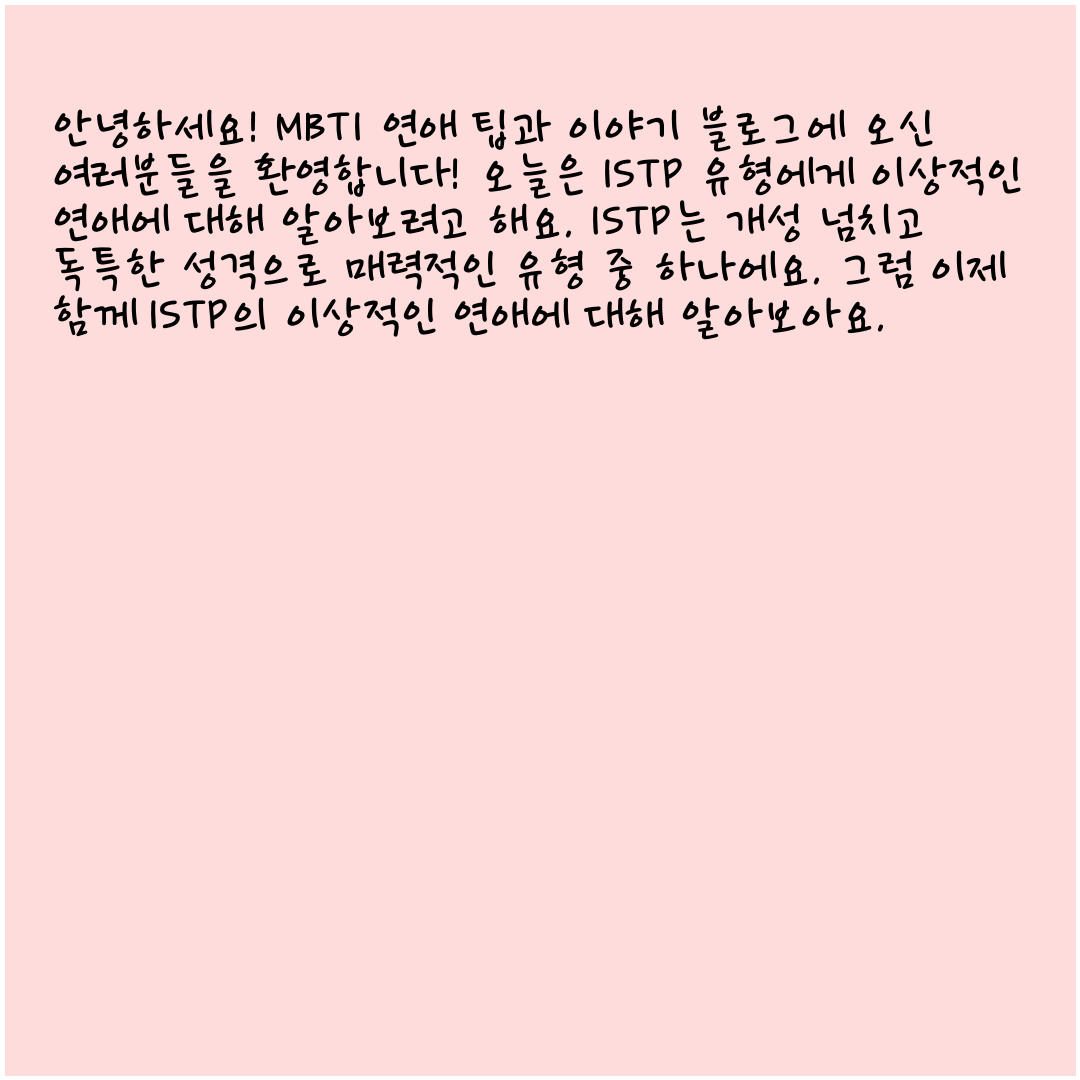 안녕하세요! MBTI 연애 팁과 이야기 블로그에 오신
여러분들을 환영합니다! 오늘은 ISTP 유형에게 이상적인
연애에 대해 알아보려고 해요. ISTP는 개성 넘치고
독특한 성격으로 매력적인 유형 중 하나에요. 그럼 이제
함께 ISTP의 이상적인 연애에 대해 알아보아요.